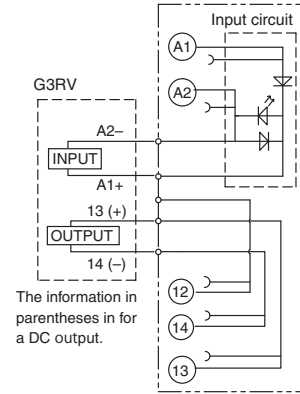 Input circuit
A1
G3RV
A2
A2−
INPUT
A1+
13 (+)
OUTPUT
14 (−)
12
14
13
The information in
parentheses in for
a DC output.